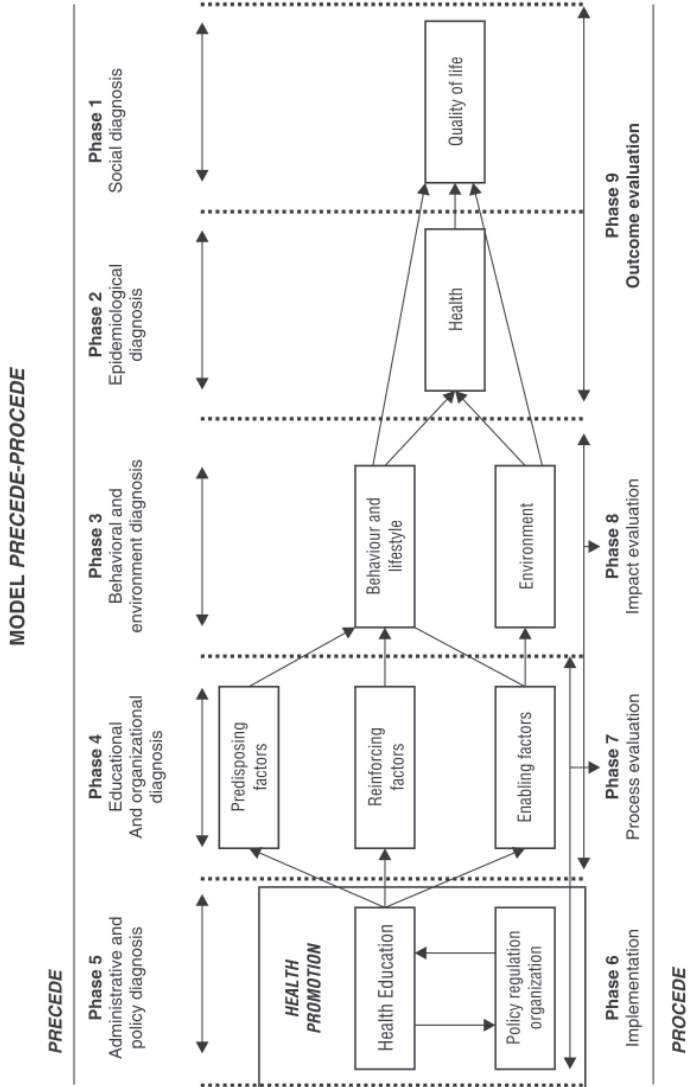 MODEL PRECEDE-PROCEDE
PRECEDE
Phase 5
Administrative and
policy diagnosis
Phase 4
Educational
And organizational
diagnosis
Phase 3
Behavioral and
environment diagnosis
Phase 2
Epidemiological
diagnosis
Phase 1
Social diagnosis
HEALTH
PROMOTION
Health Education
Policy regulation
organization
Predisposing
factors
Reinforcing
factors
Enabling factors
Behaviour and
lifestyle
Environment
Health
Quality of life
Phase 6
Implementation
Phase 7
Process evaluation
Phase 8
Impact evaluation
Phase 9
Outcome evaluation
PROCEDE